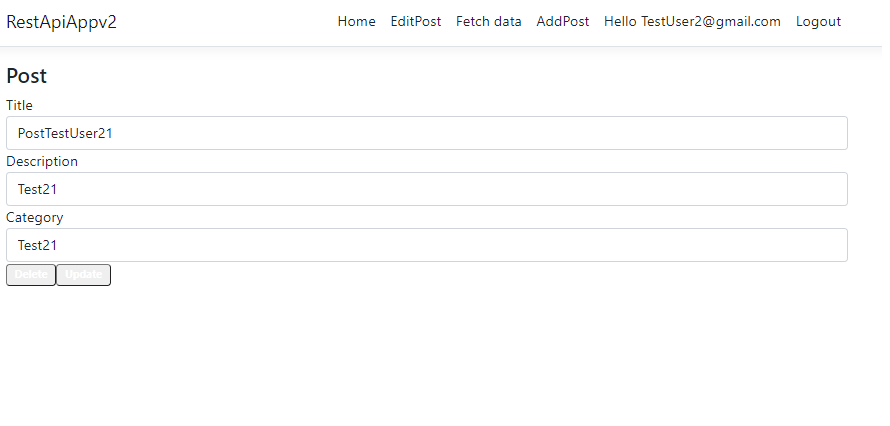 RestApiAppv2 Home EditPost Fetch data AddPost Hello TestUser2@gmail.com Logout
Post
Title
PostTestUser21
Description
Test21
Category
Test21
Delete Update